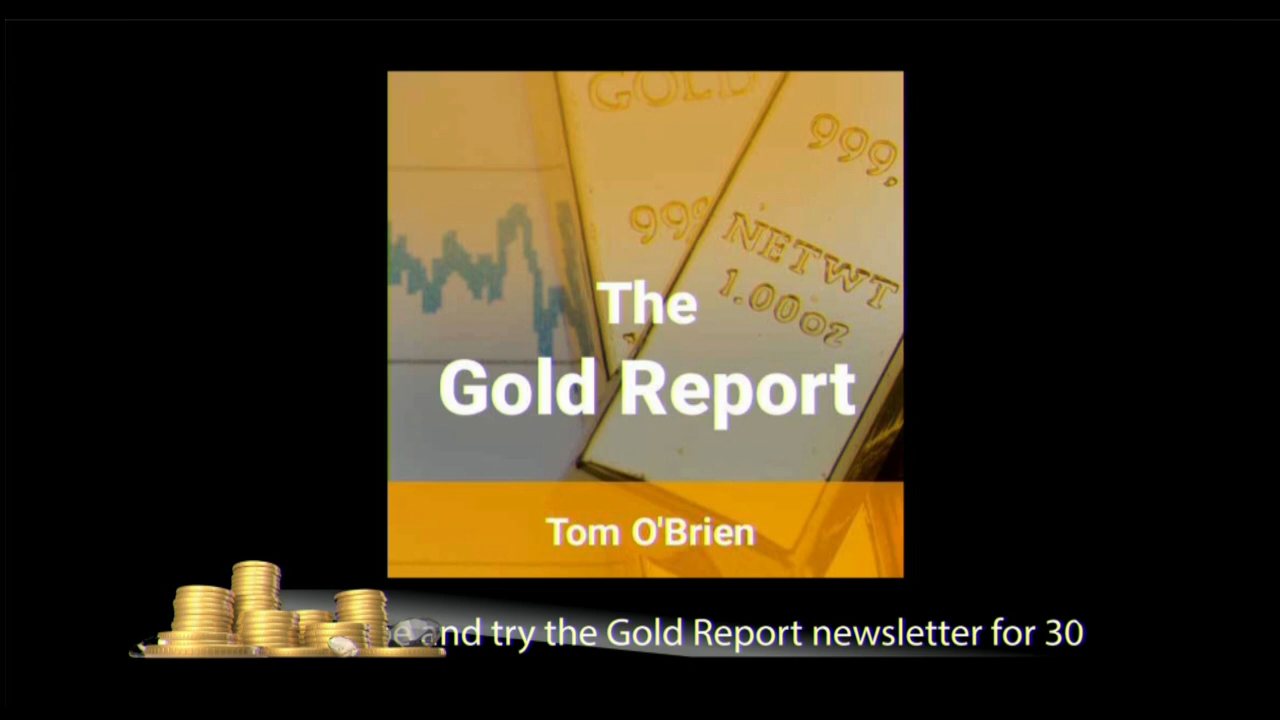 GOLD
999,
999
NETWT
1.00oz
The
Gold Report
Tom O'Brien
and try the Gold Report newsletter for 30